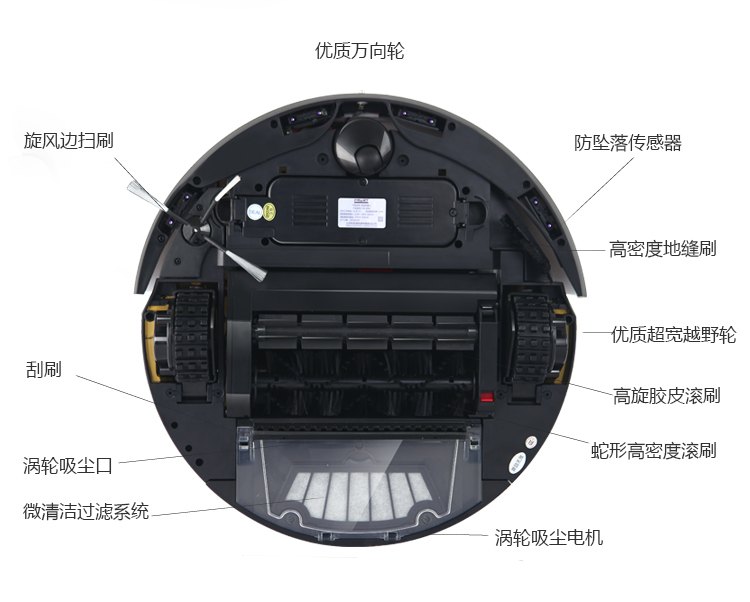 优质万向轮
旋风边扫刷
防坠落传感器
高密度地缝刷
优质超宽越野轮
刮刷
高旋胶皮滚刷
蛇形高密度滚刷
涡轮吸尘口
微清洁过滤系统
涡轮吸尘电机